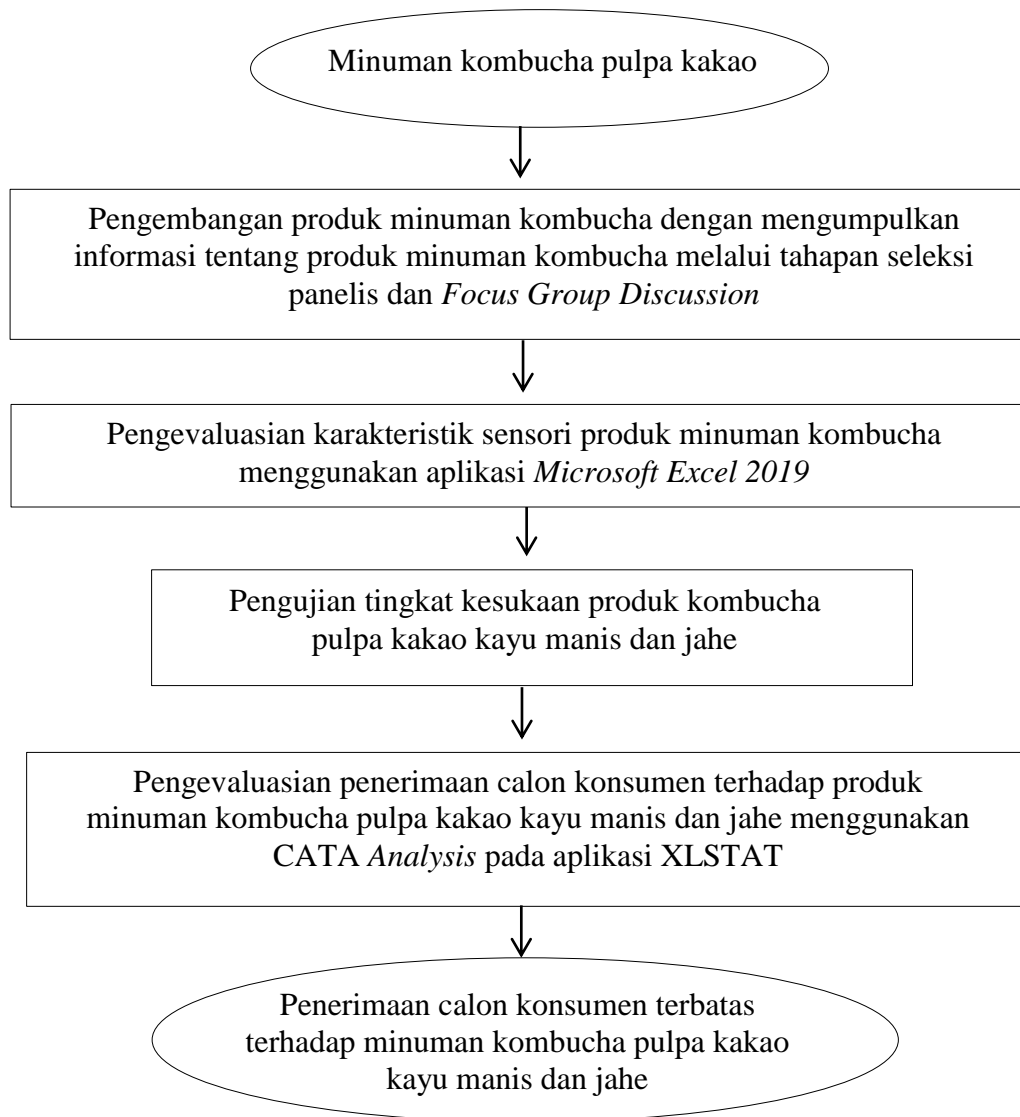 Minuman kombucha pulpa kakao
Pengembangan produk minuman kombucha dengan mengumpulkan
informasi tentang produk minuman kombucha melalui tahapan seleksi
panelis dan Focus Group Discussion
Pengevaluasian karakteristik sensori produk minuman kombucha
menggunakan aplikasi Microsoft Excel 2019
Pengujian tingkat kesukaan produk kombucha
pulpa kakao kayu manis dan jahe
Pengevaluasian penerimaan calon konsumen terhadap produk
minuman kombucha pulpa kakao kayu manis dan jahe menggunakan
CATA Analysis pada aplikasi XLSTAT
Penerimaan calon konsumen terbatas
terhadap minuman kombucha pulpa kakao
kayu manis dan jahe